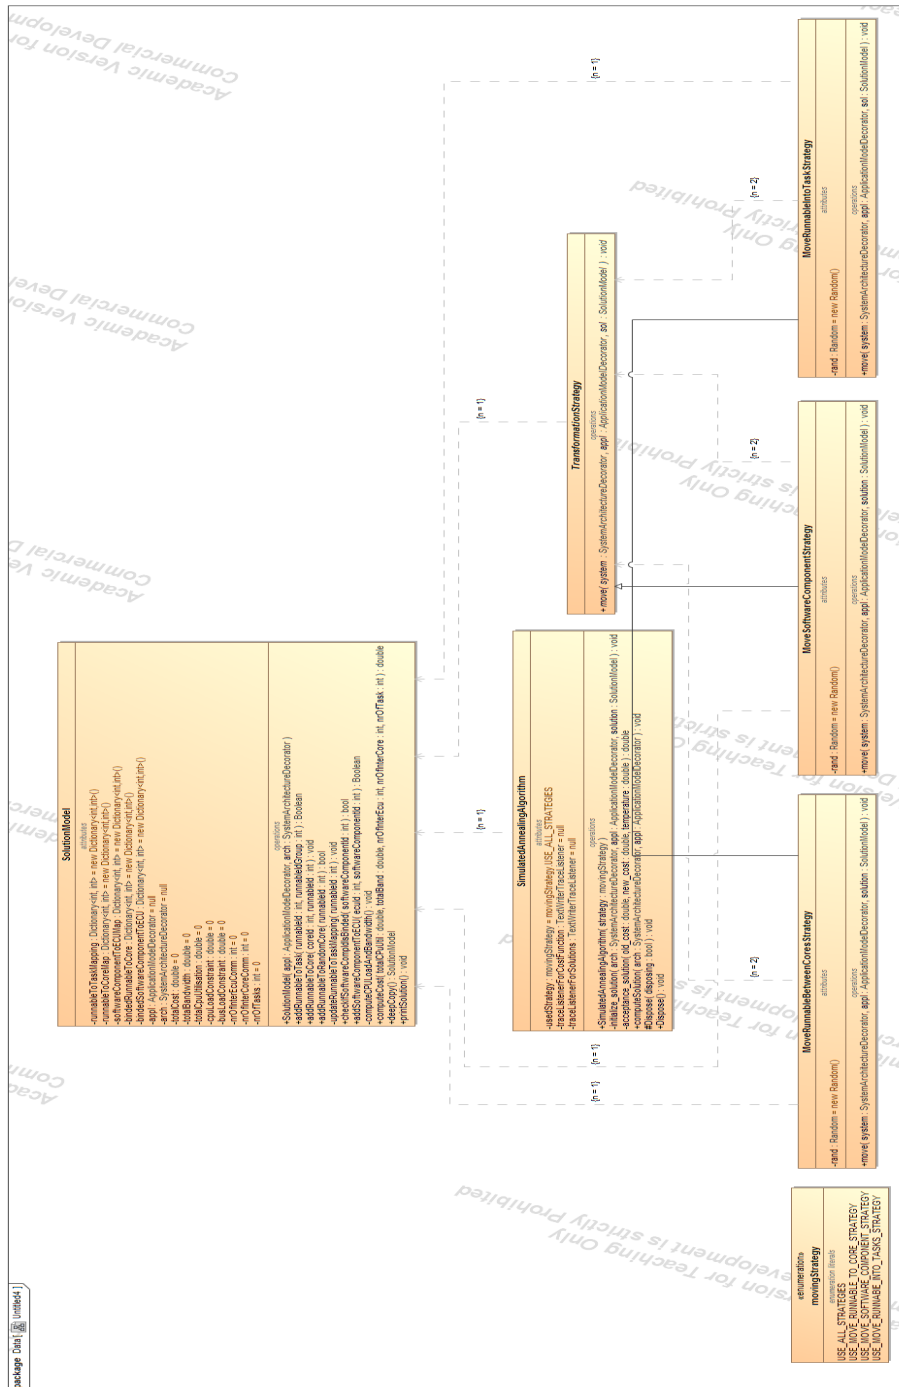 package Data[ Untitled4 ]
SolutionModel
attributes
-runnableToTaskMapping : Dictionary<int,int> = new Dictionary<int,int>()
-runnableToCoreMap : Dictionary<int,int> = new Dictionary<int,int>()
-softwareComponentToECUMap : Dictionary<int,int> = new Dictionary<int,int>()
-bindedRunnableToCore : Dictionary<int,int> = new Dictionary<int,int>()
-bindedSoftwareComponentToECU : Dictionary<int,int> = new Dictionary<int,int>()
-appl : ApplicationModelDecorator = null
-arch : SystemArchitectureDecorator = null
-totalCost : double = 0
-totalBandwidth : double = 0
-totalCpuUtilisation : double = 0
-cpuLoadConstraint : double = 0
-busLoadConstraint : double = 0
-nrOfInterEcuComm : int = 0
-nrOfInterCoreComm : int = 0
-nrOfTasks : int = 0
operations
+SolutionModel( appl : ApplicationModelDecorator, arch : SystemArchitectureDecorator )
+addRunnableToTask( runnableId : int, runnableIdGroup : int ) : Boolean
+addRunnableToCore( coreId : int, runnableId : int ) : void
+addRunnableToRandomCore( runnableId : int ) : bool
-updateRunnableToTaskMapping( runnableId : int ) : void
+checkifSoftwareCompIdIsBinded( softwareComponentId : int ) : bool
+addSoftwareComponentToECU( ecuId : int, softwareComponentId : int ) : Boolean
-computeCPULoadAndBandwidth() : void
+computeCost( totalCPUUtil : double, totalBand : double, nrOfInterEcu : int, nrOfInterCore : int, nrOfTask : int ) : double
+deepCopy() : SolutionModel
+printSolution() : void
SimulatedAnnealingAlgorithm
attributes
-usedStrategy : movingStrategy = movingStrategy.USE_ALL_STRATEGIES
-traceListenerForCostFunction : TextWriterTraceListener = null
-traceListenerForSolutions : TextWriterTraceListener = null
operations
+SimulatedAnnealingAlgorithm( strategy : movingStrategy )
-initialize_solution( arch : SystemArchitectureDecorator, appl : ApplicationModelDecorator, solution : SolutionModel ) : void
-acceptance_solution( old_cost : double, new_cost : double, temperature : double ) : double
+computeSolution( arch : SystemArchitectureDecorator, appl : ApplicationModelDecorator ) : void
#Dispose( disposing : bool ) : void
+Dispose() : void
TransformationStrategy
operations
+move( system : SystemArchitectureDecorator, appl : ApplicationModelDecorator, sol : SolutionModel ) : void
MoveRunnableBetweenCoresStrategy
attributes
-rand : Random = new Random()
operations
+move( system : SystemArchitectureDecorator, appl : ApplicationModelDecorator, solution : SolutionModel ) : void
MoveSoftwareComponentStrategy
attributes
-rand : Random = new Random()
operations
+move( system : SystemArchitectureDecorator, appl : ApplicationModelDecorator, solution : SolutionModel ) : void
MoveRunnableIntoTaskStrategy
attributes
-rand : Random = new Random()
operations
+move( system : SystemArchitectureDecorator, appl : ApplicationModelDecorator, sol : SolutionModel ) : void
«enumeration»
movingStrategy
enumeration literals
USE_ALL_STRATEGIES
USE_MOVE_RUNNABLE_TO_CORE_STRATEGY
USE_MOVE_SOFTWARE_COMPONENT_STRATEGY
USE_MOVE_RUNNABE_INTO_TASKS_STRATEGY
{n = 1}
{n = 1}
{n = 1}
{n = 1}
{n = 1}
{n = 2}
{n = 2}
{n = 2}
Academic Version for
Commercial Developm